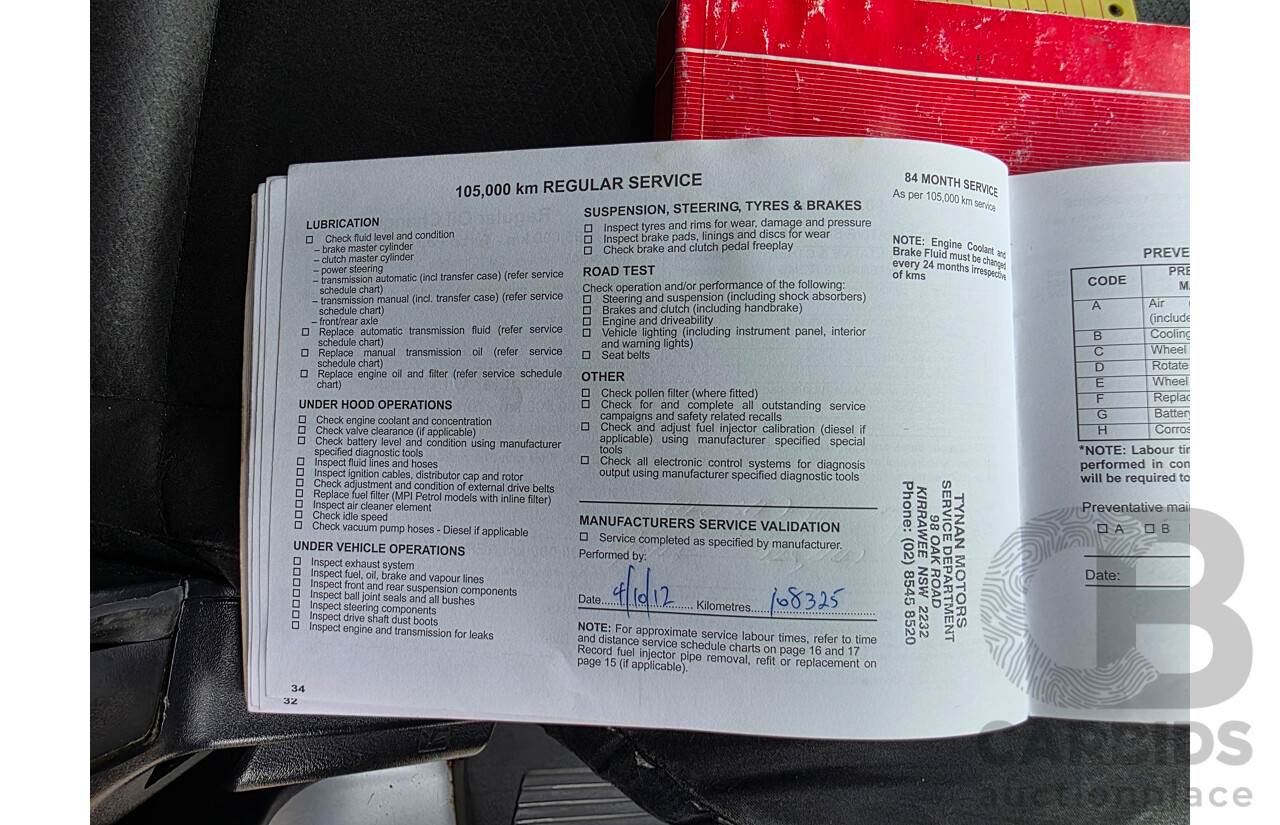 105,000 km REGULAR SERVICE
LUBRICATION
☐ Check fluid level and condition
– brake master cylinder
– clutch master cylinder
– power steering
– transmission automatic (incl transfer case) (refer service
schedule chart)
– transmission manual (incl. transfer case) (refer service
schedule chart)
– front/rear axle
☐ Replace automatic transmission fluid (refer service
schedule chart)
☐ Replace manual transmission oil (refer service
schedule chart)
☐ Replace engine oil and filter (refer service schedule
chart)
UNDER HOOD OPERATIONS
☐ Check engine coolant and concentration
☐ Check valve clearance (if applicable)
☐ Check battery level and condition using manufacturer
specified diagnostic tools
☐ Inspect fluid lines and hoses
☐ Inspect ignition cables, distributor cap and rotor
☐ Check adjustment and condition of external drive belts
☐ Replace fuel filter (MPI Petrol models with inline filter)
☐ Inspect air cleaner element
☐ Check idle speed
☐ Check vacuum pump hoses - Diesel if applicable
UNDER VEHICLE OPERATIONS
☐ Inspect exhaust system
☐ Inspect fuel, oil, brake and vapour lines
☐ Inspect front and rear suspension components
☐ Inspect ball joint seals and all bushes
☐ Inspect steering components
☐ Inspect drive shaft dust boots
☐ Inspect engine and transmission for leaks
34
32
SUSPENSION, STEERING, TYRES & BRAKES
☐ Inspect tyres and rims for wear, damage and pressure
☐ Inspect brake pads, linings and discs for wear
☐ Check brake and clutch pedal freeplay
ROAD TEST
Check operation and/or performance of the following:
☐ Steering and suspension (including shock absorbers)
☐ Brakes and clutch (including handbrake)
☐ Engine and driveability
☐ Vehicle lighting (including instrument panel, interior
and warning lights)
☐ Seat belts
OTHER
☐ Check pollen filter (where fitted)
☐ Check for and complete all outstanding service
campaigns and safety related recalls
☐ Check and adjust fuel injector calibration (diesel if
applicable) using manufacturer specified special
tools
☐ Check all electronic control systems for diagnosis
output using manufacturer specified diagnostic tools
MANUFACTURERS SERVICE VALIDATION
☐ Service completed as specified by manufacturer.
Performed by:
Date 4/10/12 Kilometres 108325
NOTE: For approximate service labour times, refer to time
and distance service schedule charts on page 16 and 17
Record fuel injector pipe removal, refit or replacement on
page 15 (if applicable).
84 MONTH SERVICE
As per 105,000 km service
NOTE: Engine Coolant and
Brake Fluid must be changed
every 24 months irrespective
of kms
TYNAN MOTORS
SERVICE DEPARTMENT
98 OAK ROAD
KIRRAWEE NSW 2232
Phone: (02) 8545 8520
PREVE
CODE PRE
M
A Air
(include
B Cooling
C Wheel
D Rotate
E Wheel
F Replac
G Batter
H Corros
*NOTE: Labour tim
performed in con
will be required to
Preventative mai
☐ A ☐ B
Date:
CARBIDS
auctionplace